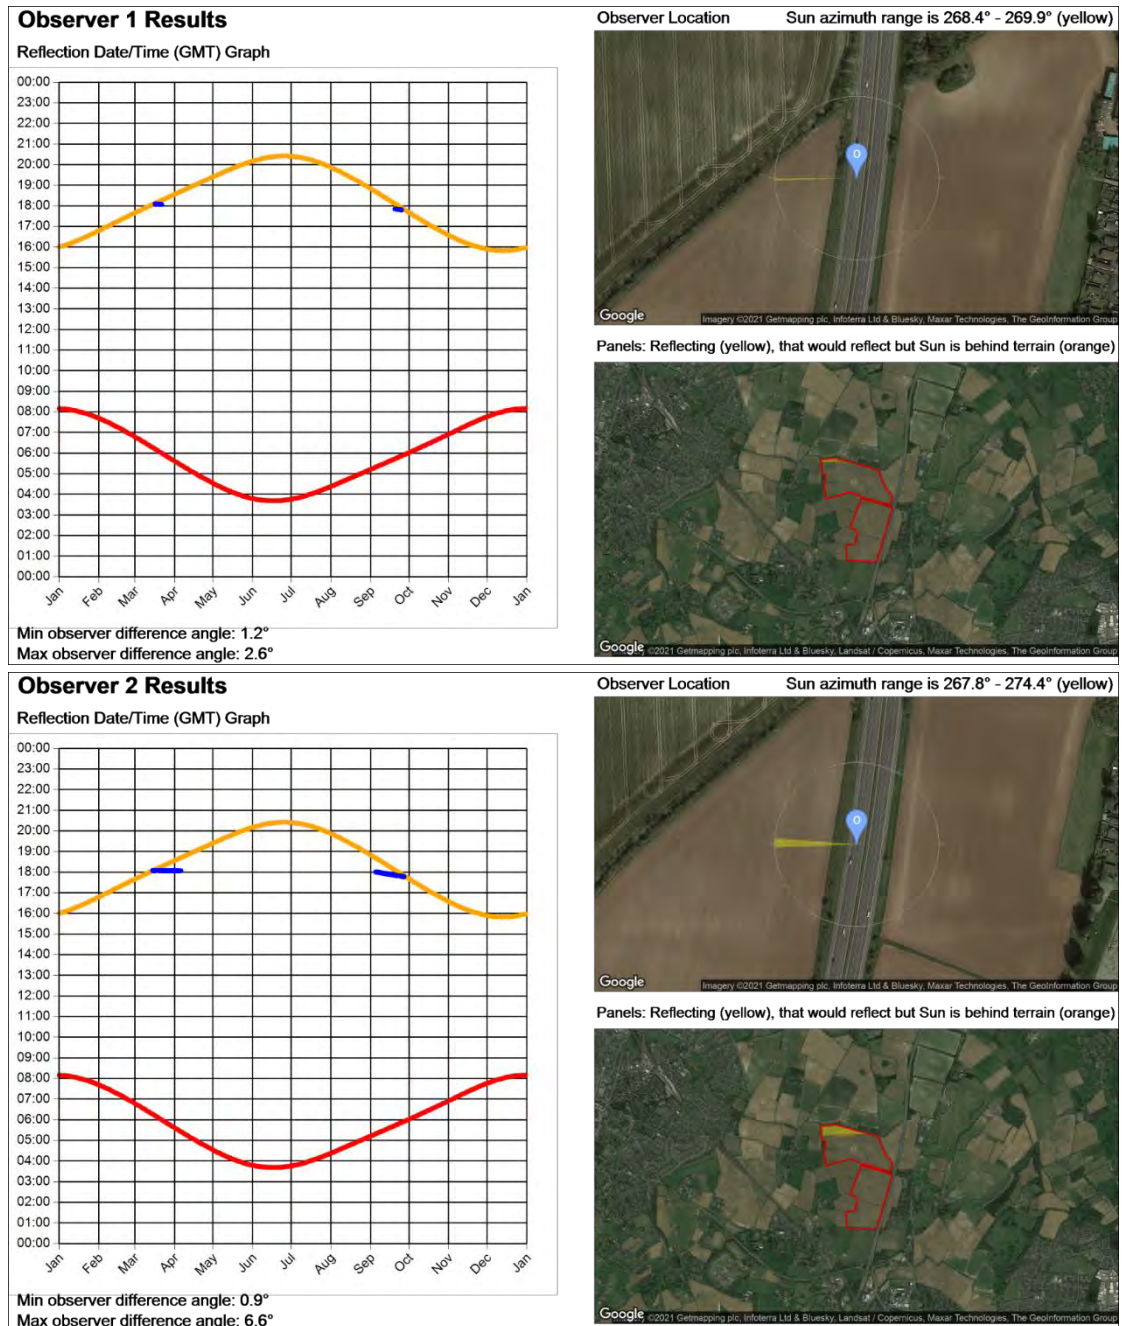 Observer 1 Results
Reflection Date/Time (GMT) Graph
00:00
23:00
22:00
21:00
20:00
19:00
18:00
17:00
16:00
15:00
14:00
13:00
12:00
11:00
10:00
09:00
08:00
07:00
06:00
05:00
04:00
03:00
02:00
01:00
00:00
Jan Feb Mar Apr May Jun Jul Aug Sep Oct Nov Dec Jan
Min observer difference angle: 1.2°
Max observer difference angle: 2.6°
Observer Location Sun azimuth range is 268.4° - 269.9° (yellow)
O
Google Imagery ©2021 Getmapping plc, Infoterra Ltd & Bluesky, Maxar Technologies, The GeoInformation Group
Panels: Reflecting (yellow), that would reflect but Sun is behind terrain (orange)
Google Imagery ©2021 Getmapping plc, Infoterra Ltd & Bluesky, Landsat / Copernicus, Maxar Technologies, The GeoInformation Group
Observer 2 Results
Reflection Date/Time (GMT) Graph
00:00
23:00
22:00
21:00
20:00
19:00
18:00
17:00
16:00
15:00
14:00
13:00
12:00
11:00
10:00
09:00
08:00
07:00
06:00
05:00
04:00
03:00
02:00
01:00
00:00
Jan Feb Mar Apr May Jun Jul Aug Sep Oct Nov Dec Jan
Min observer difference angle: 0.9°
Max observer difference angle: 6.6°
Observer Location Sun azimuth range is 267.8° - 274.4° (yellow)
O
Google Imagery ©2021 Getmapping plc, Infoterra Ltd & Bluesky, Maxar Technologies, The GeoInformation Group
Panels: Reflecting (yellow), that would reflect but Sun is behind terrain (orange)
Google Imagery ©2021 Getmapping plc, Infoterra Ltd & Bluesky, Landsat / Copernicus, Maxar Technologies, The GeoInformation Group